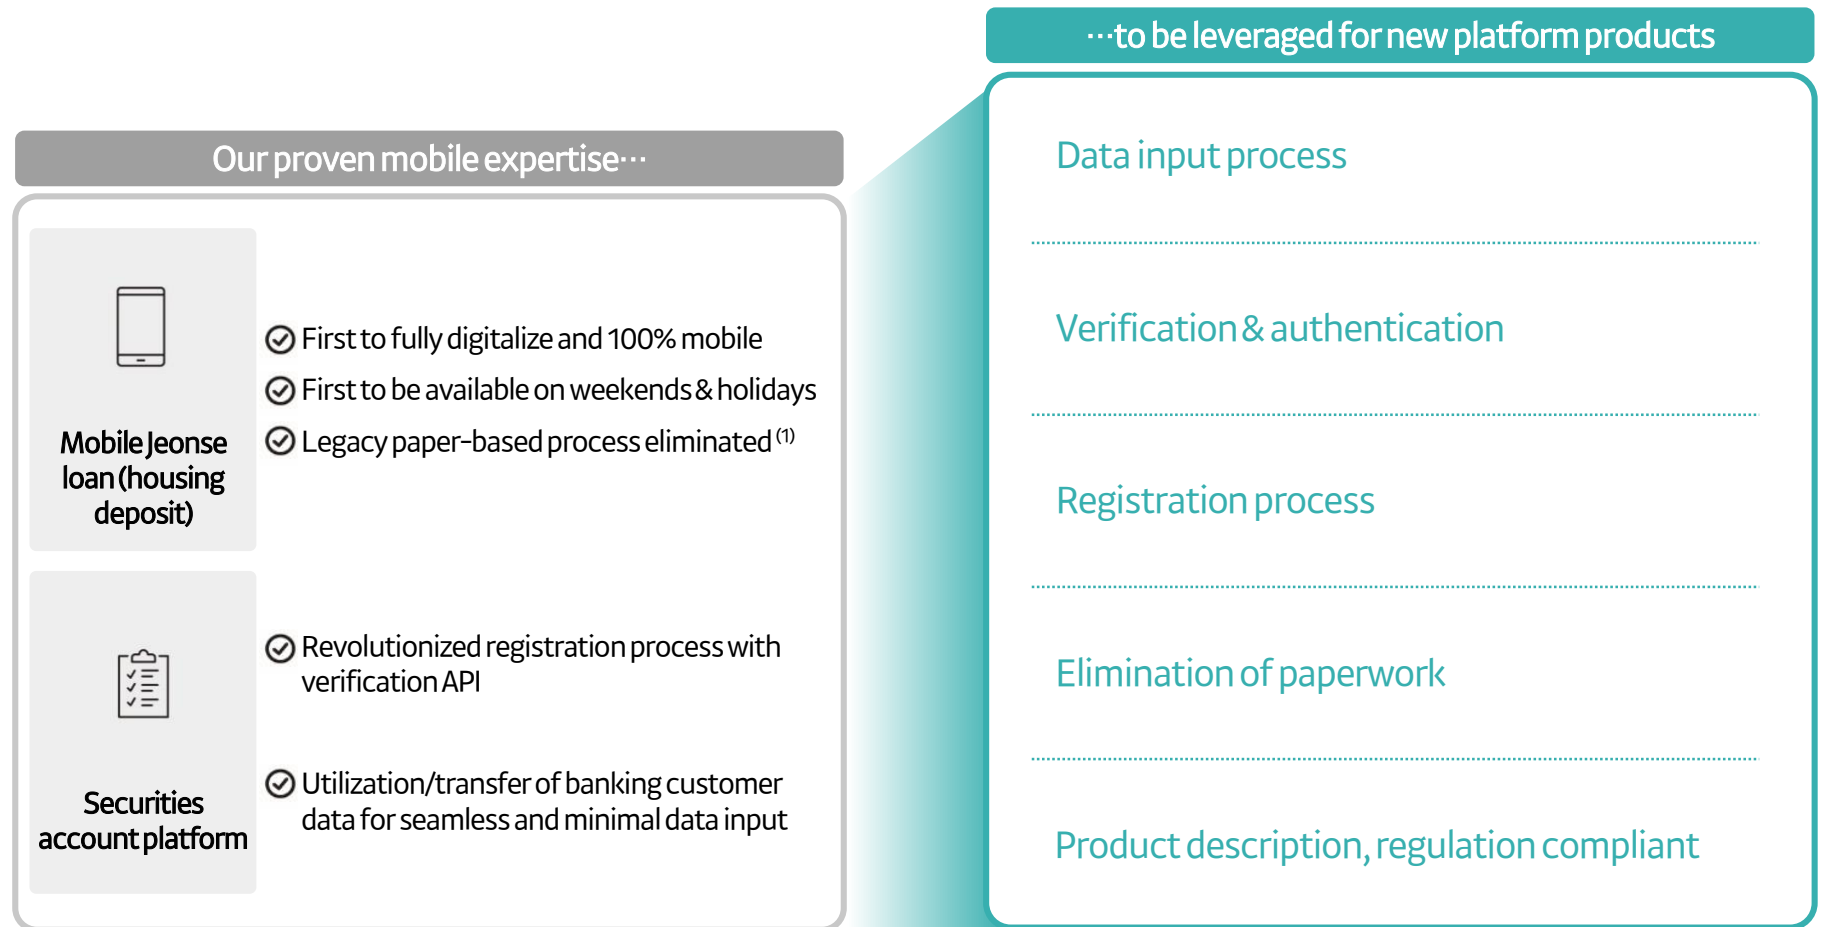 Our proven mobile expertise…
Mobile Jeonse
loan (housing
deposit)
First to fully digitalize and 100% mobile
First to be available on weekends & holidays
Legacy paper-based process eliminated (1)
Securities
account platform
Revolutionized registration process with
verification API
Utilization/transfer of banking customer
data for seamless and minimal data input
…to be leveraged for new platform products
Data input process
Verification & authentication
Registration process
Elimination of paperwork
Product description, regulation compliant